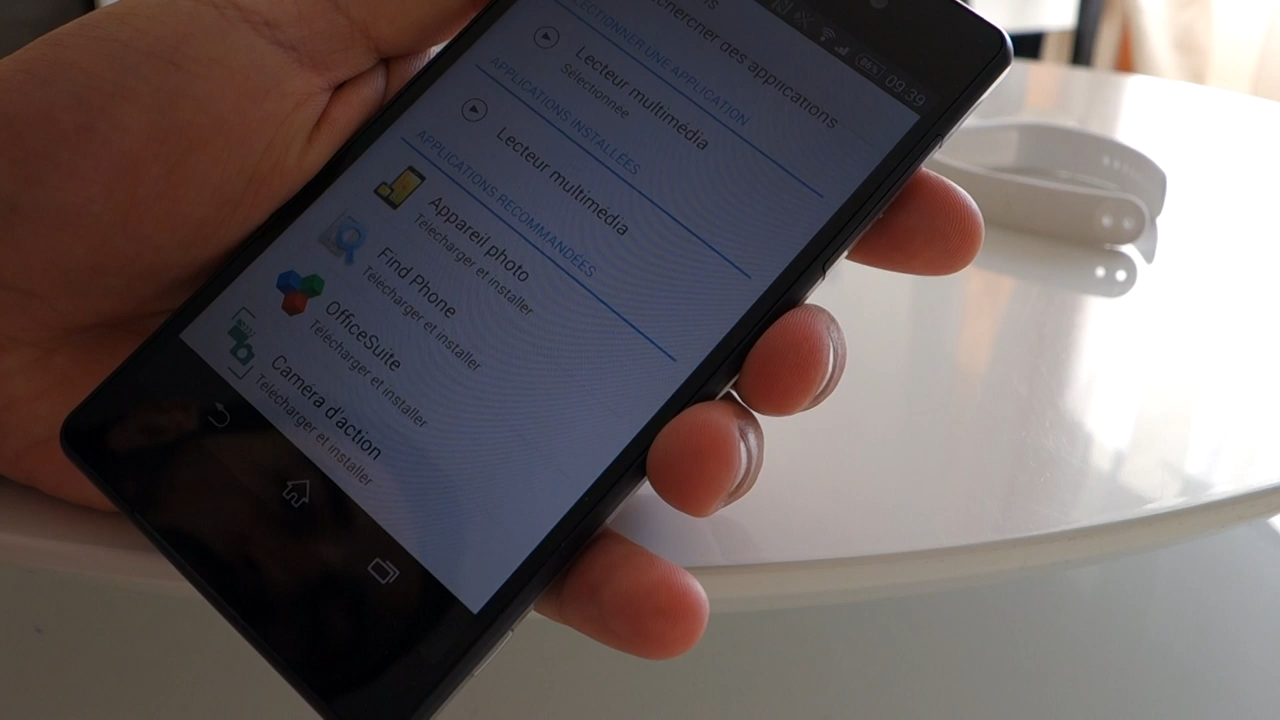 09:39
rechercher des applications
SÉLECTIONNER UNE APPLICATION
Lecteur multimédia
Sélectionnée
APPLICATIONS INSTALLÉES
Lecteur multimédia
APPLICATIONS RECOMMANDÉES
Appareil photo
Télécharger et installer
Find Phone
Télécharger et installer
OfficeSuite
Télécharger et installer
Caméra d'action
Télécharger et installer